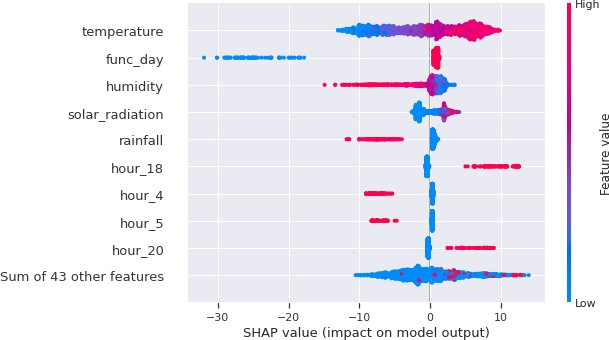 High
temperature
func_day
humidity
solar_radiation
rainfall
hour_18
hour_4
hour_5
hour_20
Sum of 43 other features
Feature value
Low
−30 −20 −10 0 10
SHAP value (impact on model output)